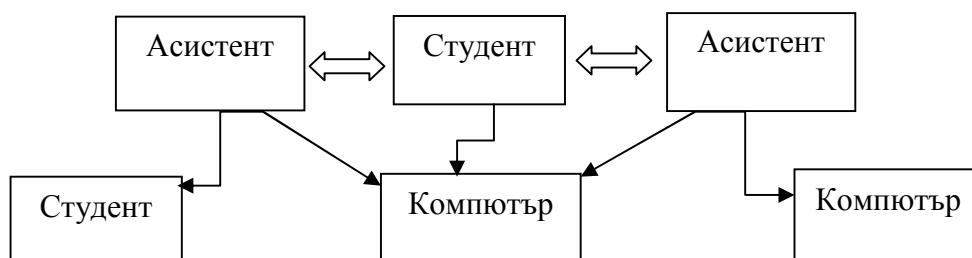 Асистент
Студент
Асистент
Студент
Компютър
Компютър